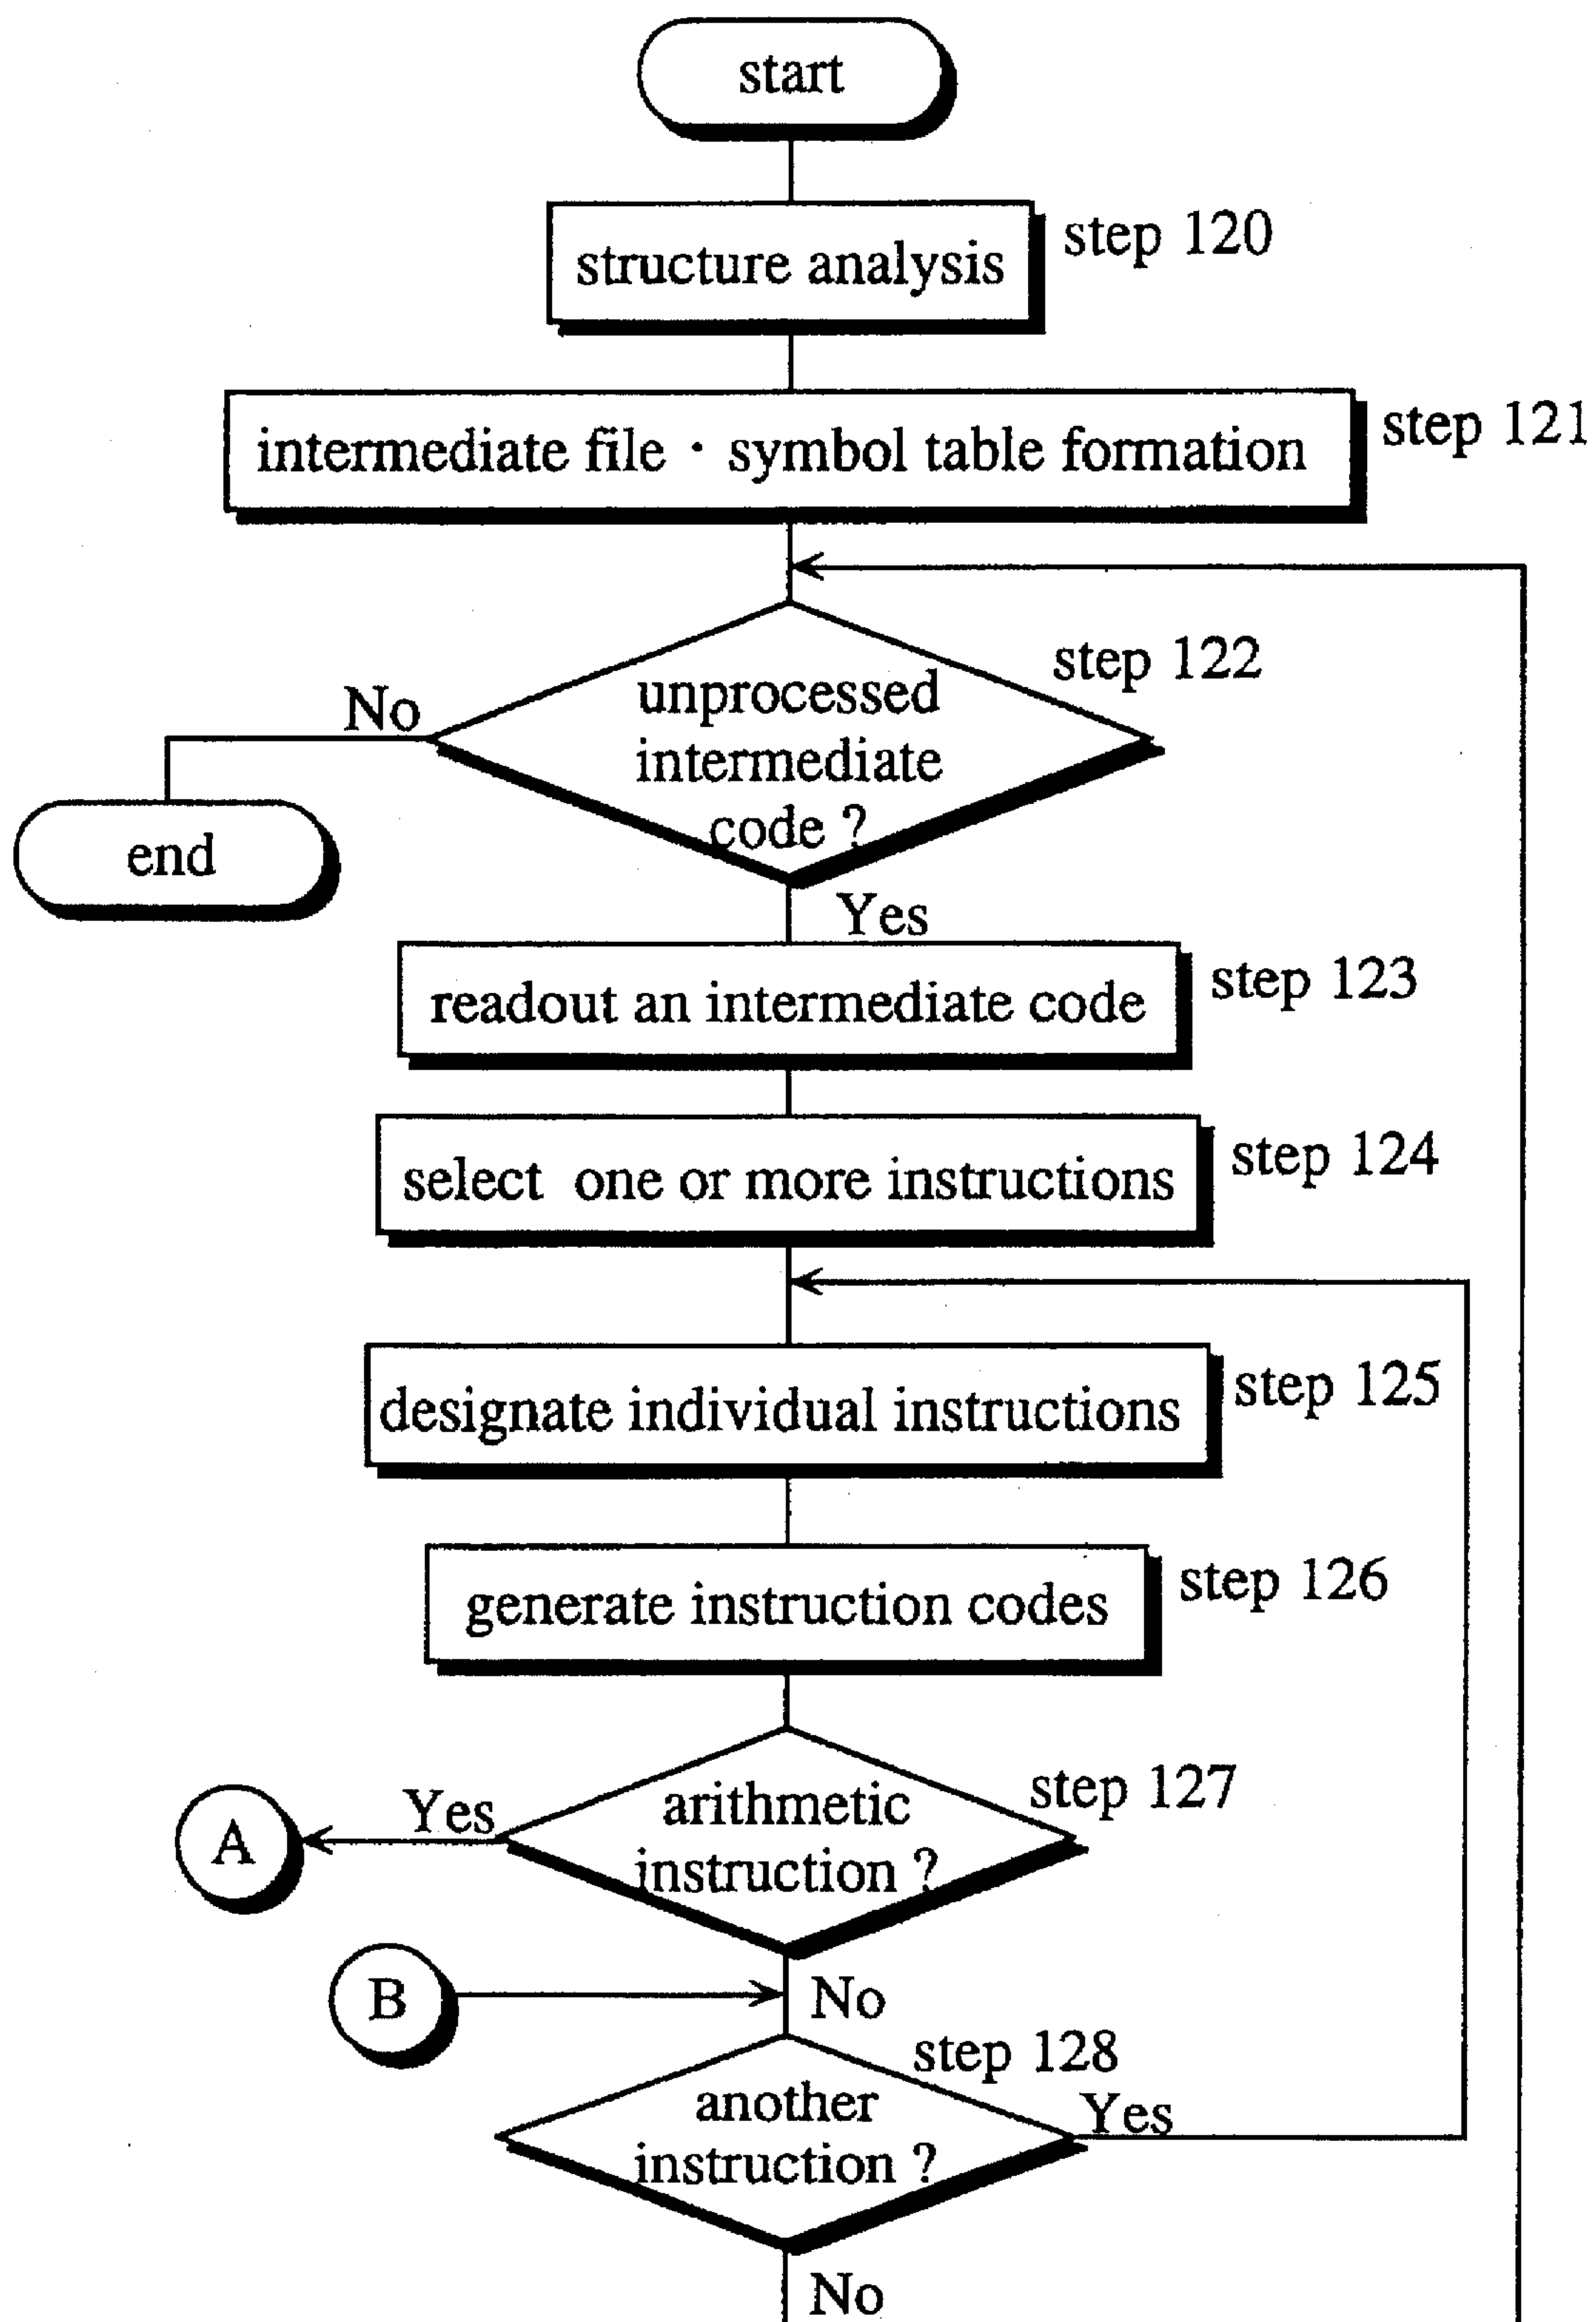 start
structure analysis
step 120
intermediate file · symbol table formation
step 121
step 122
unprocessed
intermediate
code ?
No
end
Yes
readout an intermediate code
step 123
select one or more instructions
step 124
designate individual instructions
step 125
generate instruction codes
step 126
step 127
arithmetic
instruction ?
Yes
A
B
No
step 128
another
instruction ?
Yes
No